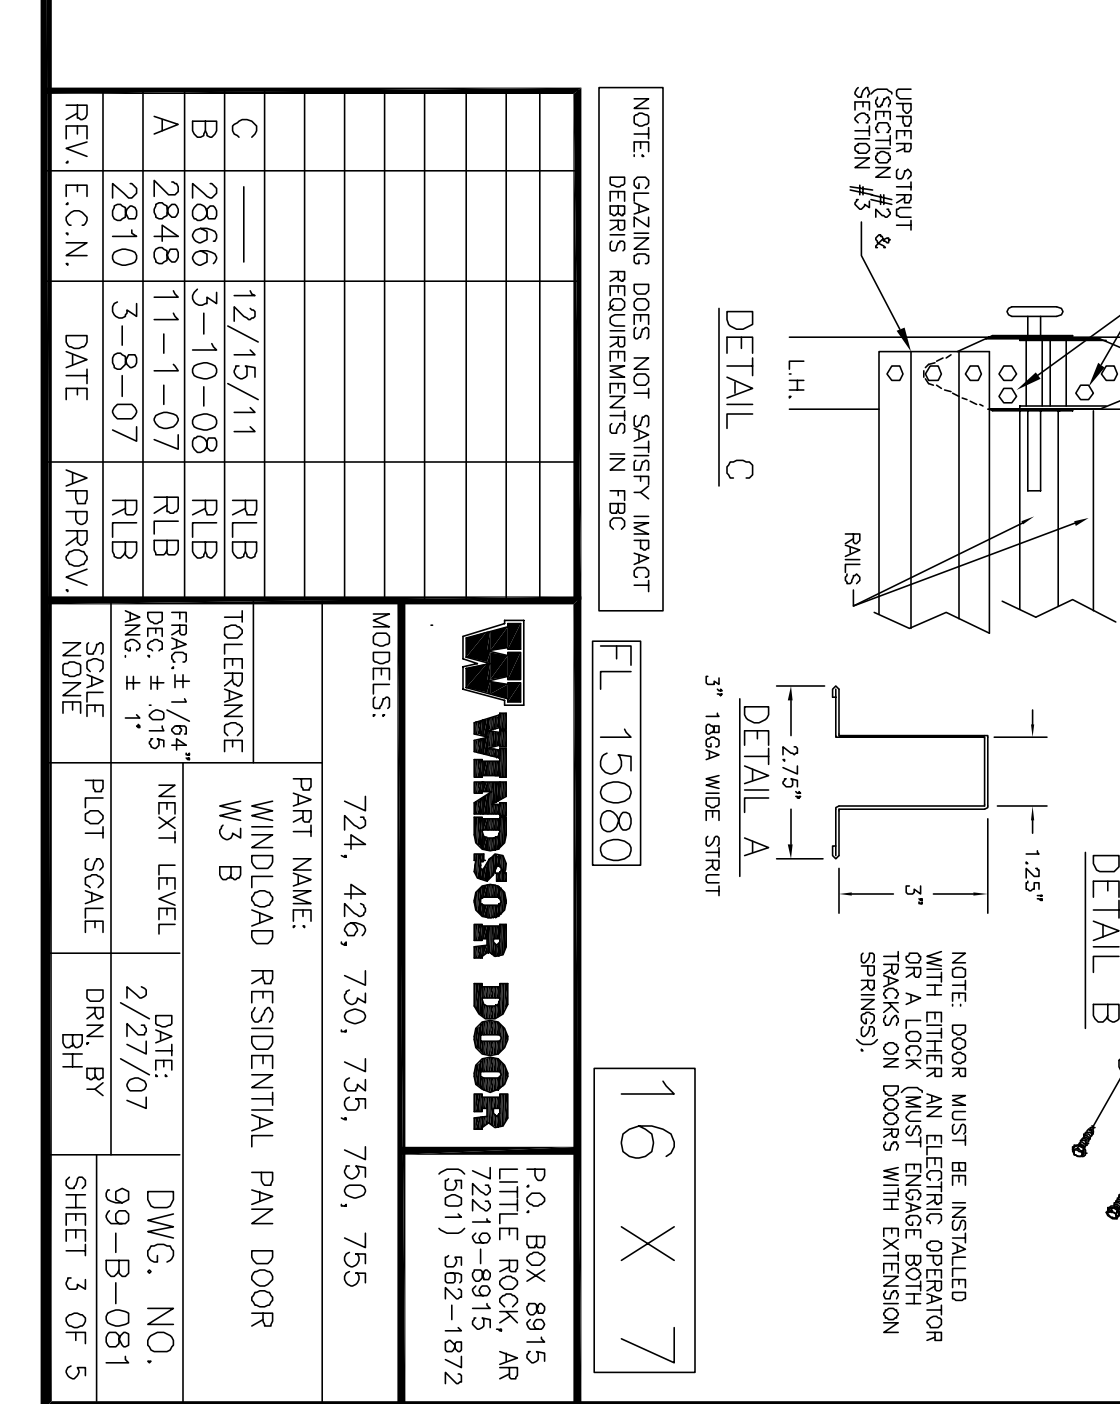 UPPER STRUT
(SECTION #2 &
SECTION #3
L.H.
RAILS
DETAIL C
1.25"
3"
2.75"
DETAIL A
3" 18GA WIDE STRUT
DETAIL B
NOTE: DOOR MUST BE INSTALLED
WITH EITHER AN ELECTRIC OPERATOR
OR A LOCK (MUST ENGAGE BOTH
TRACKS ON DOORS WITH EXTENSION
SPRINGS).
NOTE: GLAZING DOES NOT SATISFY IMPACT
DEBRIS REQUIREMENTS IN FBC
FL 15080
16 X 7
C —— 12/15/11 RLB
B 2866 3-10-08 RLB
A 2848 11-1-07 RLB
2810 3-8-07 RLB
REV. E.C.N. DATE APPROV.
W WINDSOR DOOR
P.O. BOX 8915
LITTLE ROCK, AR
72219-8915
(501) 562-1872
MODELS:
724, 426, 730, 735, 750, 755
PART NAME:
WINDLOAD RESIDENTIAL PAN DOOR
W3 B
TOLERANCE
FRAC.± 1/64"
DEC. ± .015
ANG. ± 1°
SCALE
NONE
NEXT LEVEL
PLOT SCALE
DATE:
2/27/07
DRN. BY
BH
DWG. NO.
99-B-081
SHEET 3 OF 5